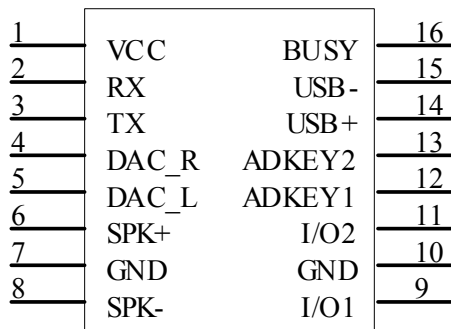 1 VCC BUSY 16
2 RX USB- 15
3 TX USB+ 14
4 DAC_R ADKEY2 13
5 DAC_L ADKEY1 12
6 SPK+ I/O2 11
7 GND GND 10
8 SPK- I/O1 9